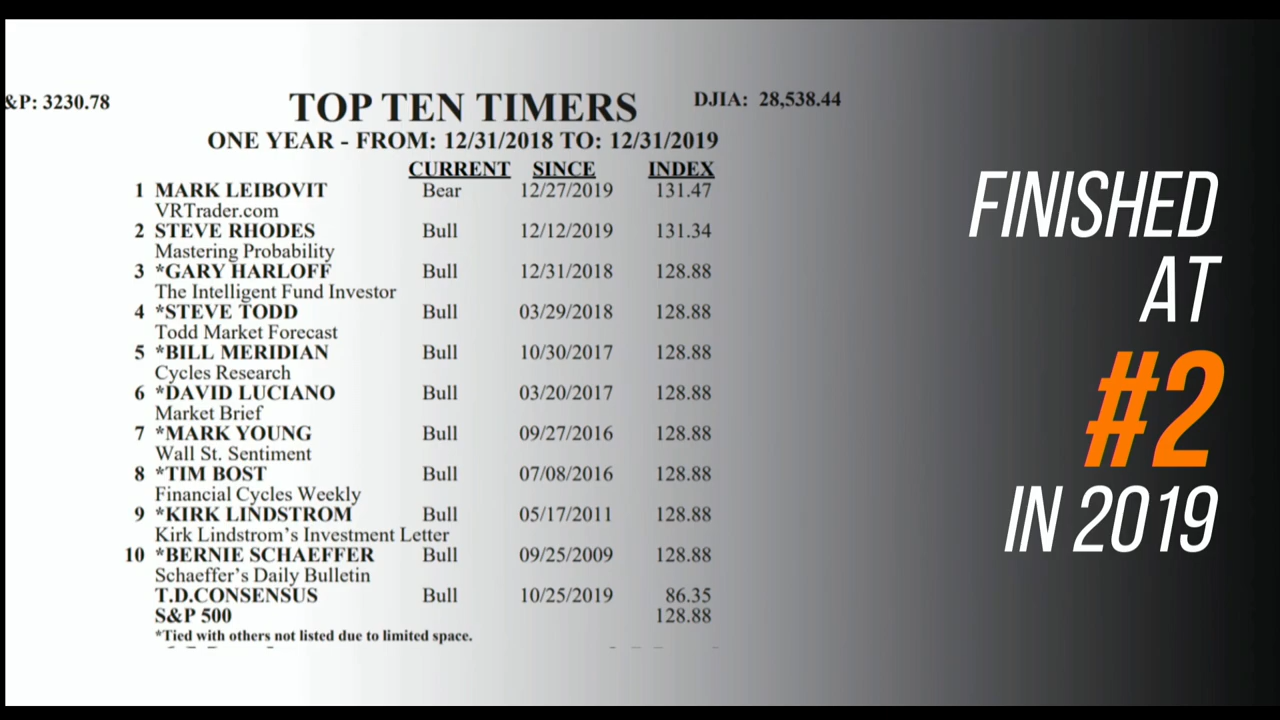 &P: 3230.78
TOP TEN TIMERS
DJIA: 28,538.44
ONE YEAR - FROM: 12/31/2018 TO: 12/31/2019
CURRENT SINCE INDEX
1 MARK LEIBOVIT Bear 12/27/2019 131.47
VRTrader.com
2 STEVE RHODES Bull 12/12/2019 131.34
Mastering Probability
3 *GARY HARLOFF Bull 12/31/2018 128.88
The Intelligent Fund Investor
4 *STEVE TODD Bull 03/29/2018 128.88
Todd Market Forecast
5 *BILL MERIDIAN Bull 10/30/2017 128.88
Cycles Research
6 *DAVID LUCIANO Bull 03/20/2017 128.88
Market Brief
7 *MARK YOUNG Bull 09/27/2016 128.88
Wall St. Sentiment
8 *TIM BOST Bull 07/08/2016 128.88
Financial Cycles Weekly
9 *KIRK LINDSTROM Bull 05/17/2011 128.88
Kirk Lindstrom's Investment Letter
10 *BERNIE SCHAEFFER Bull 09/25/2009 128.88
Schaeffer's Daily Bulletin
T.D.CONSENSUS Bull 10/25/2019 86.35
S&P 500 128.88
*Tied with others not listed due to limited space.
FINISHED
AT
#2
IN 2019